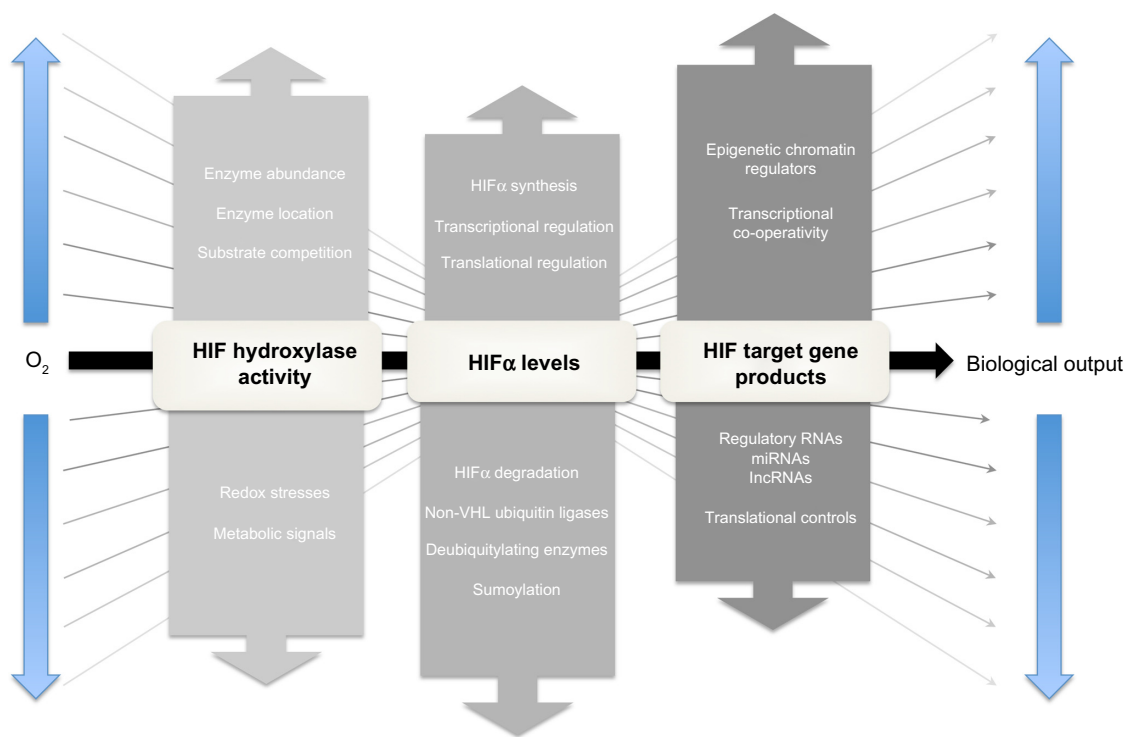 Enzyme abundance
Enzyme location
Substrate competition
HIFα synthesis
Transcriptional regulation
Translational regulation
Epigenetic chromatin
regulators
Transcriptional
co-operativity
O₂
HIF hydroxylase
activity
HIFα levels
HIF target gene
products
Biological output
Redox stresses
Metabolic signals
HIFα degradation
Non-VHL ubiquitin ligases
Deubiquitylating enzymes
Sumoylation
Regulatory RNAs
miRNAs
lncRNAs
Translational controls